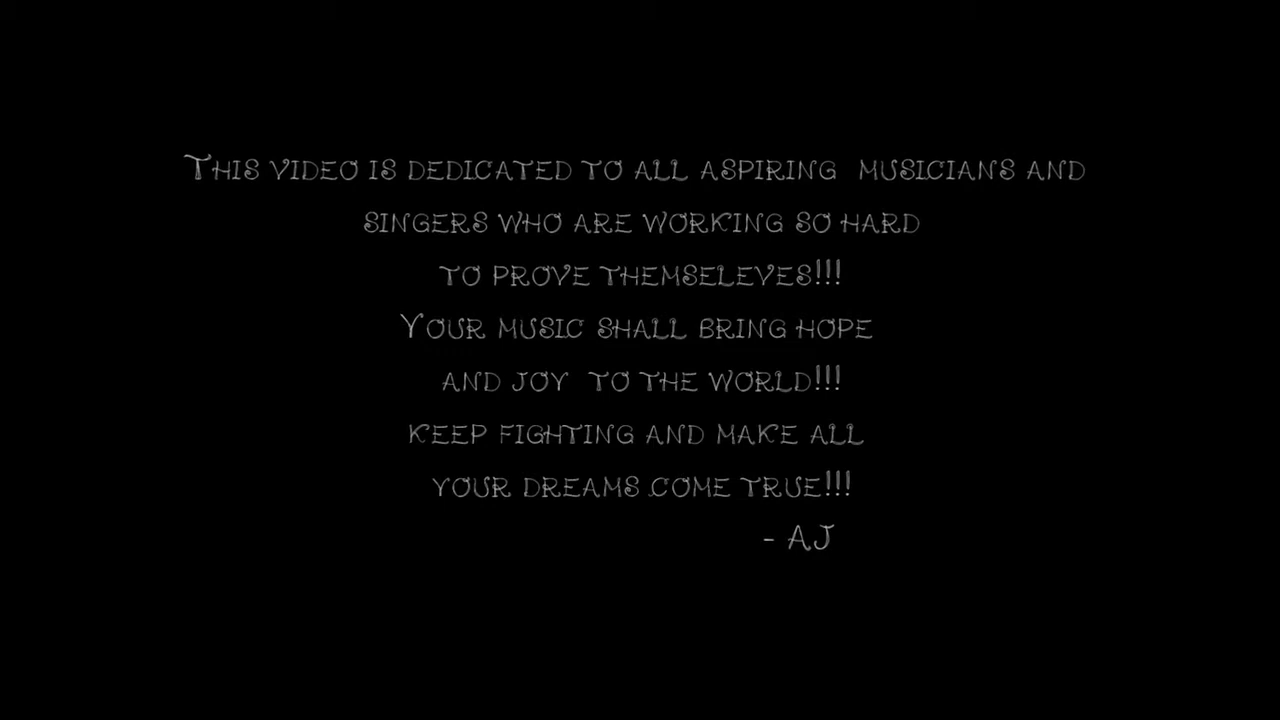 This video is dedicated to all aspiring musicians and
singers who are working so hard
to prove themseleves!!!
Your music shall bring hope
and joy to the world!!!
keep fighting and make all
your dreams come true!!!
- AJ